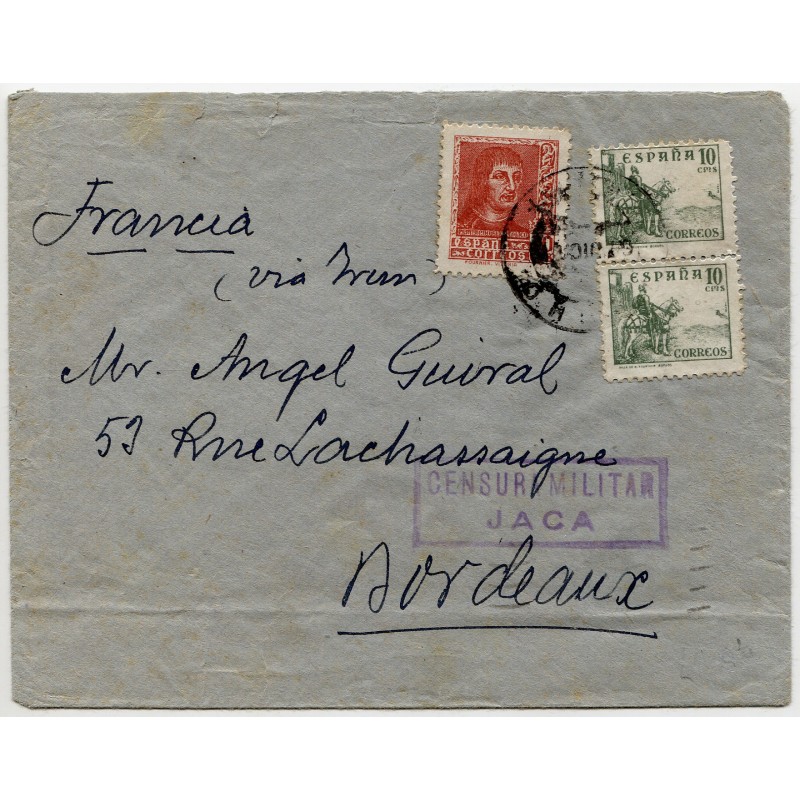 ESPAÑA 10
CTS
CORREOS
ESPAÑA 10
CTS
CORREOS
ESPAÑA
CORREOS
Francia
(via Irun)
Mr. Angel Guiral
53 Rue Lachassaigne
CENSURA MILITAR
JACA
Bordeaux